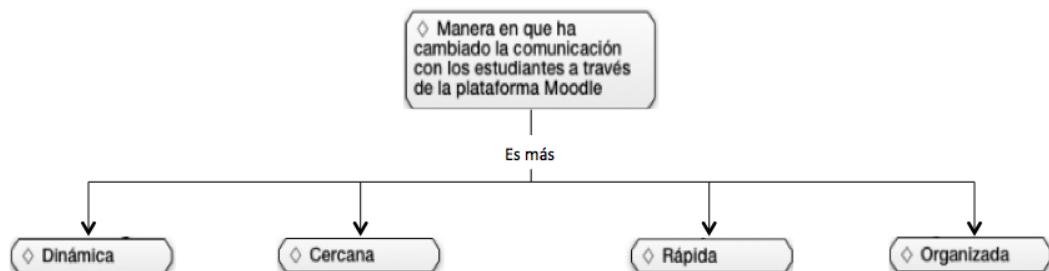 ◇ Manera en que ha
cambiado la comunicación
con los estudiantes a través
de la plataforma Moodle
Es más
◇ Dinámica
◇ Cercana
◇ Rápida
◇ Organizada